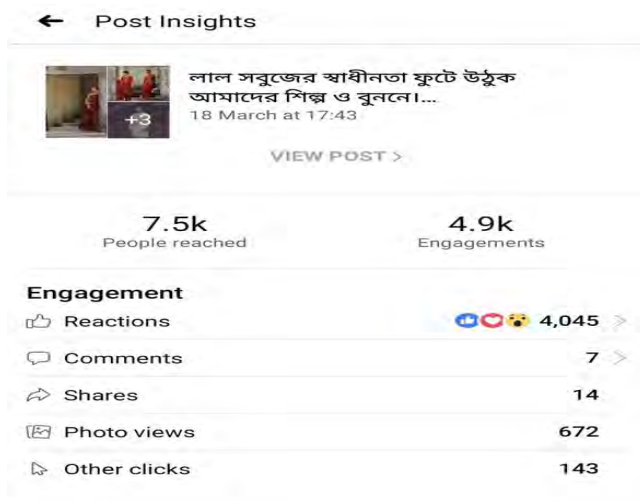 Post Insights
লাল সবুজের স্বাধীনতা ফুটে উঠুক
আমাদের শিল্প ও বুননে।...
18 March at 17:43
+3
VIEW POST >
7.5k
People reached
4.9k
Engagements
Engagement
Reactions 4,045
Comments 7
Shares 14
Photo views 672
Other clicks 143